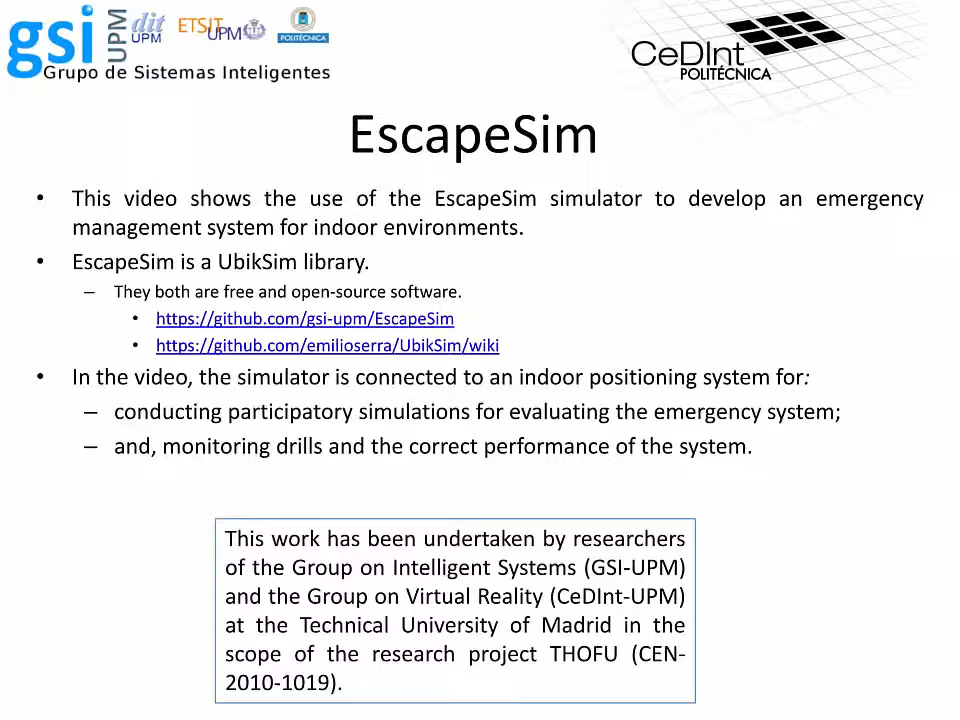 gsi UPM dit UPM ETSIT UPM POLITÉCNICA
Grupo de Sistemas Inteligentes
CeDInt
POLITÉCNICA
EscapeSim
• This video shows the use of the EscapeSim simulator to develop an emergency
management system for indoor environments.
• EscapeSim is a UbikSim library.
– They both are free and open-source software.
• https://github.com/gsi-upm/EscapeSim
• https://github.com/emilioserra/UbikSim/wiki
• In the video, the simulator is connected to an indoor positioning system for:
– conducting participatory simulations for evaluating the emergency system;
– and, monitoring drills and the correct performance of the system.
This work has been undertaken by researchers
of the Group on Intelligent Systems (GSI-UPM)
and the Group on Virtual Reality (CeDInt-UPM)
at the Technical University of Madrid in the
scope of the research project THOFU (CEN-
2010-1019).